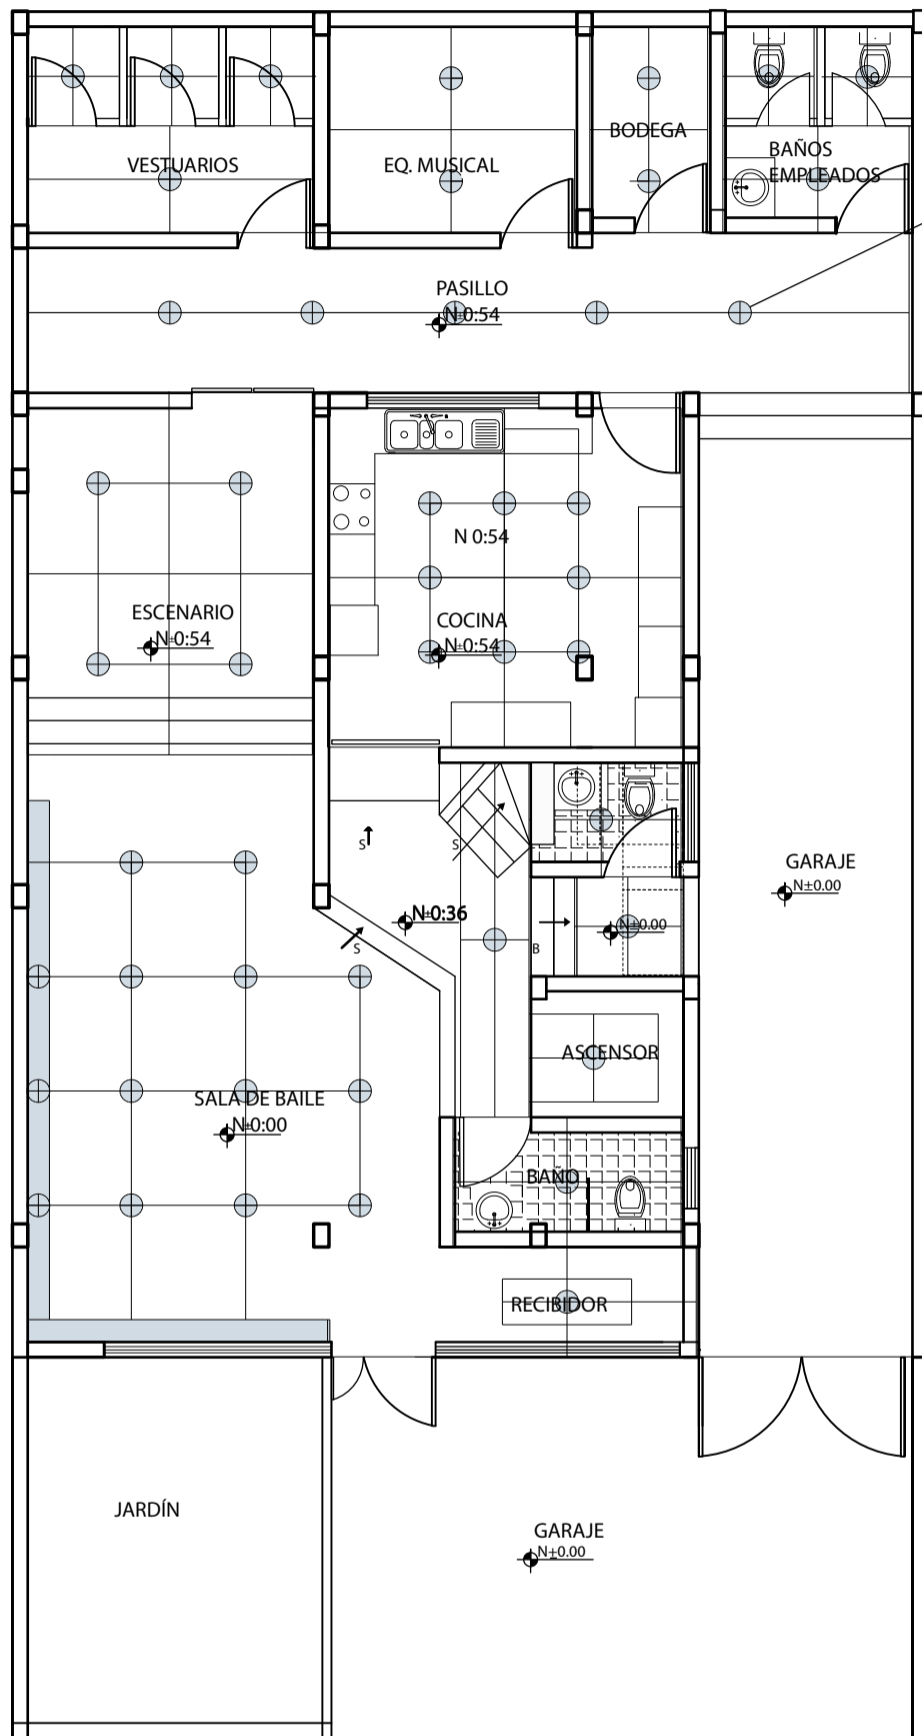 VESTUARIOS
EQ. MUSICAL
BODEGA
BAÑOS
EMPLEADOS
PASILLO
N±0:54
N 0:54
ESCENARIO
N±0:54
COCINA
N±0:54
S
S
GARAJE
N±0.00
N±0:36
S
B
N±0.00
ASCENSOR
SALA DE BAILE
N±0:00
BAÑO
RECIBIDOR
JARDÍN
GARAJE
N±0.00